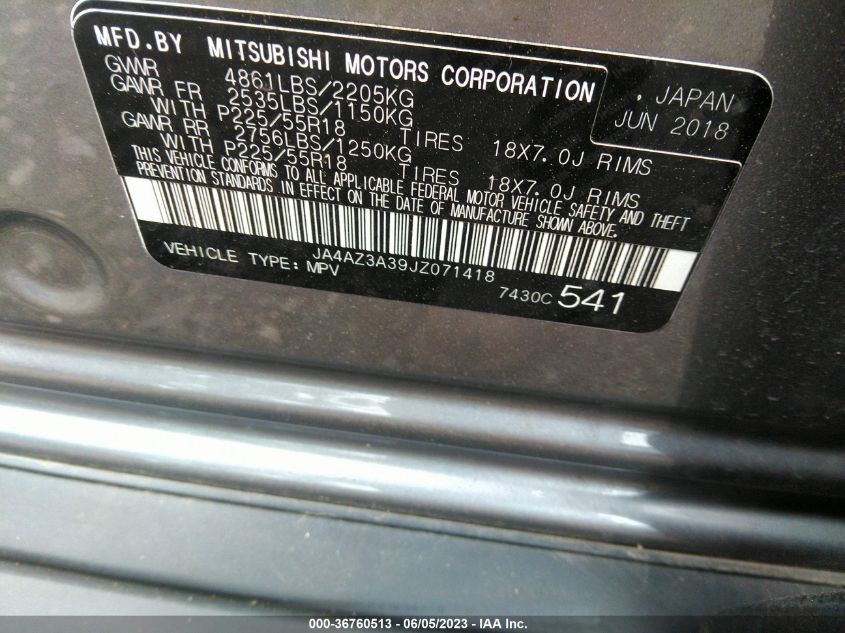 MFD.BY MITSUBISHI MOTORS CORPORATION
, JAPAN
JUN 2018
GVWR 4861LBS/2205KG
GAWR FR 2535LBS/1150KG
WITH P225/55R18 TIRES 18X7.0J RIMS
GAWR RR 2756LBS/1250KG
WITH P225/55R18 TIRES 18X7.0J RIMS
THIS VEHICLE CONFORMS TO ALL APPLICABLE FEDERAL MOTOR VEHICLE SAFETY AND THEFT
PREVENTION STANDARDS IN EFFECT ON THE DATE OF MANUFACTURE SHOWN ABOVE.
JA4AZ3A39JZ071418
VEHICLE TYPE:MPV
7430C 541
000-36760513 / 06/05/2023 - IAA Inc.